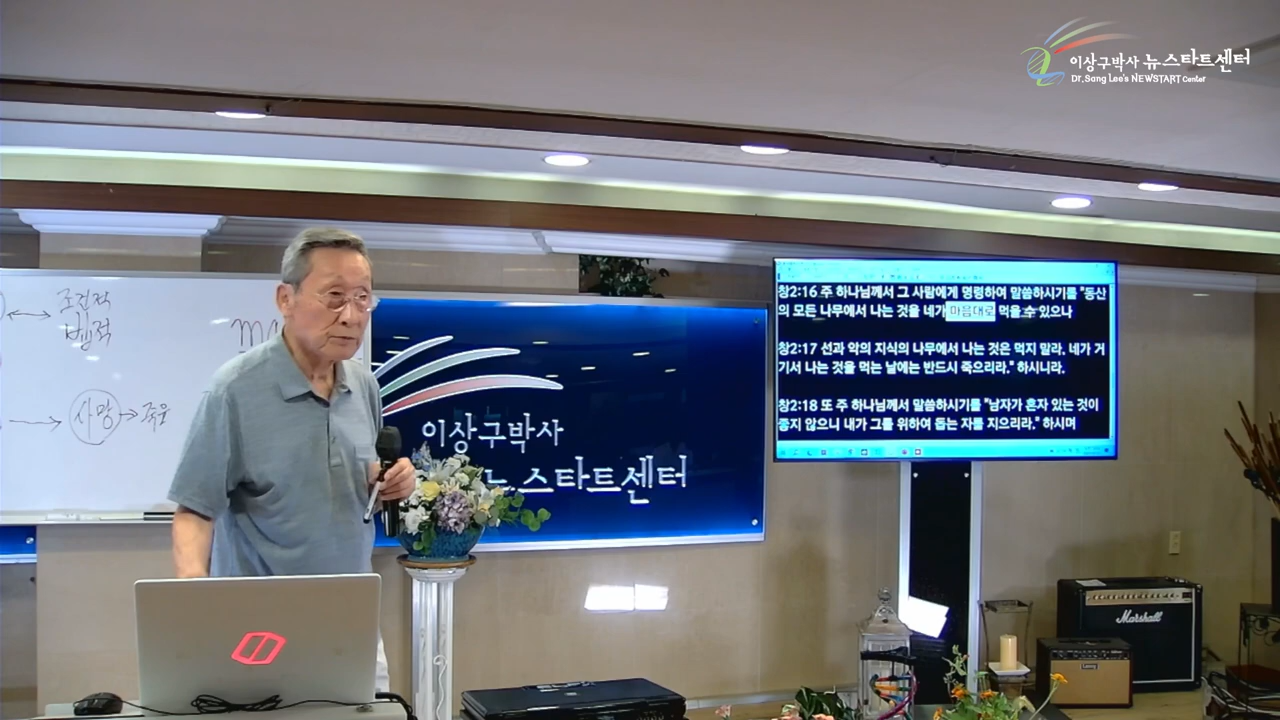 이상구박사 뉴스타트센터
Dr. Sang Lee's NEWSTART Center
조건적
법적
사망 → 죽음
이상구박사
뉴스타트센터
창2:16 주 하나님께서 그 사람에게 명령하여 말씀하시기를 "동산
의 모든 나무에서 나는 것을 네가 마음대로 먹을 수 있으나
창2:17 선과 악의 지식의 나무에서 나는 것은 먹지 말라. 네가 거
기서 나는 것을 먹는 날에는 반드시 죽으리라." 하시니라.
창2:18 또 주 하나님께서 말씀하시기를 "남자가 혼자 있는 것이
좋지 않으니 내가 그를 위하여 돕는 자를 지으리라." 하시며
Marshall
Laney